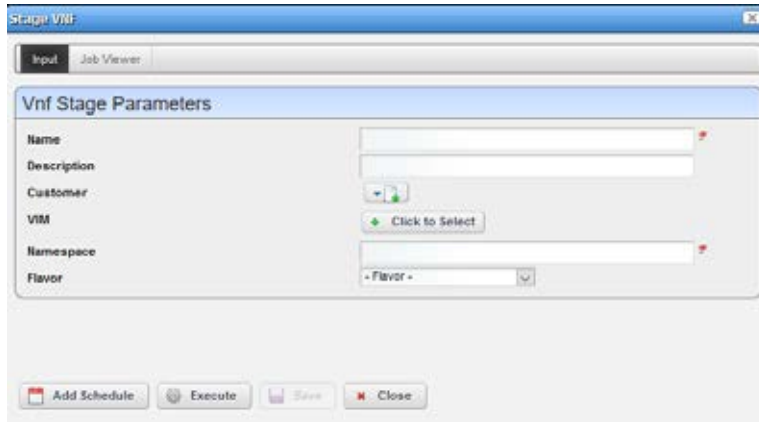 Stage VNF
Input Job Viewer
Vnf Stage Parameters
Name
Description
Customer
VIM
Click to Select
Namespace
Flavor
- Flavor -
Add Schedule Execute Save Close